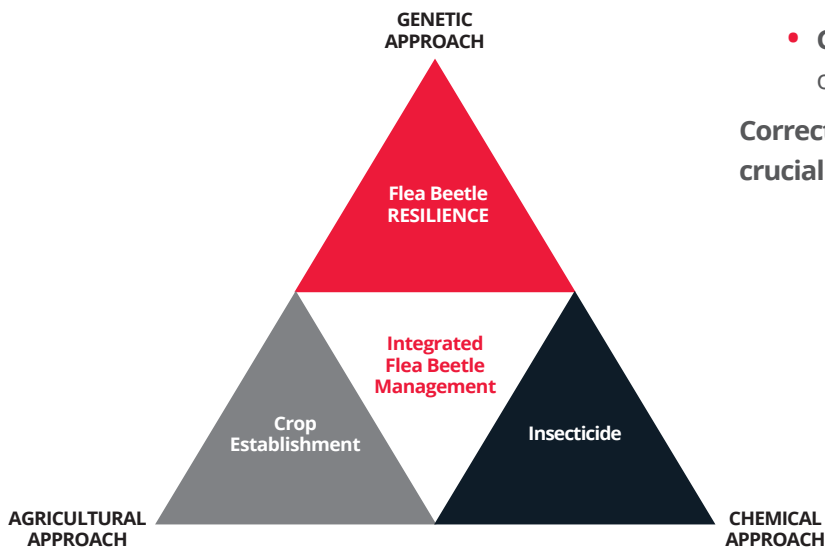 GENETIC
APPROACH
Correct
crucial
Flea Beetle
RESILIENCE
Integrated
Flea Beetle
Management
Crop
Establishment
Insecticide
AGRICULTURAL
APPROACH
CHEMICAL
APPROACH